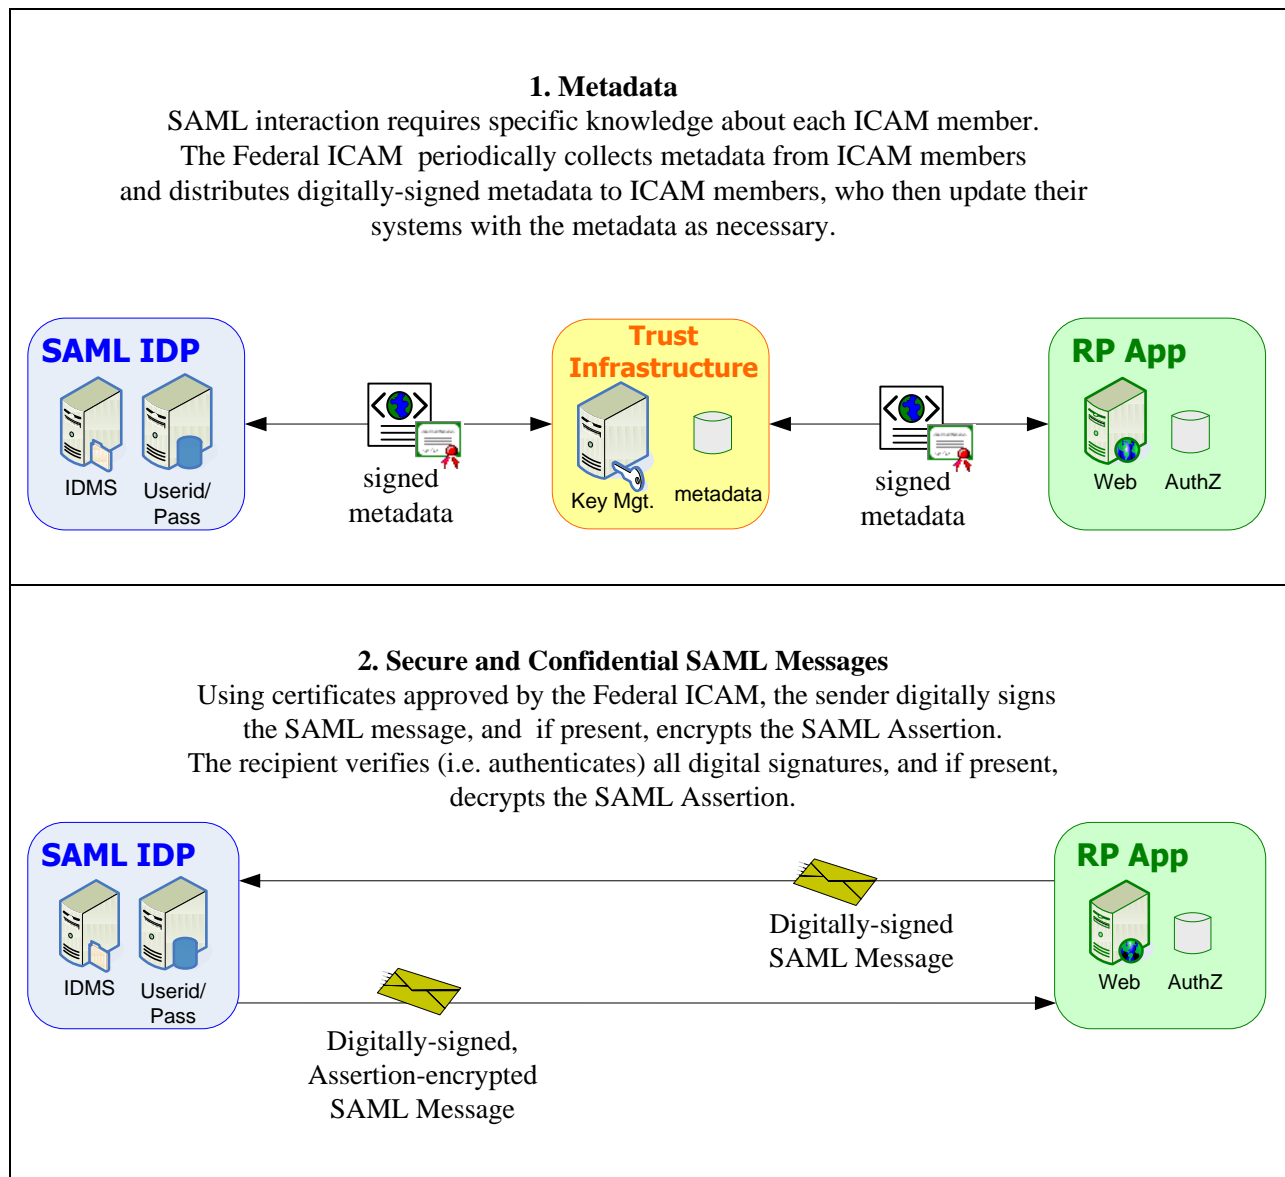 1. Metadata
SAML interaction requires specific knowledge about each ICAM member.
The Federal ICAM periodically collects metadata from ICAM members
and distributes digitally-signed metadata to ICAM members, who then update their
systems with the metadata as necessary.
SAML IDP
IDMS
Userid/
Pass
signed
metadata
Trust
Infrastructure
Key Mgt.
metadata
signed
metadata
RP App
Web
AuthZ
2. Secure and Confidential SAML Messages
Using certificates approved by the Federal ICAM, the sender digitally signs
the SAML message, and if present, encrypts the SAML Assertion.
The recipient verifies (i.e. authenticates) all digital signatures, and if present,
decrypts the SAML Assertion.
SAML IDP
IDMS
Userid/
Pass
Digitally-signed
SAML Message
RP App
Web
AuthZ
Digitally-signed,
Assertion-encrypted
SAML Message